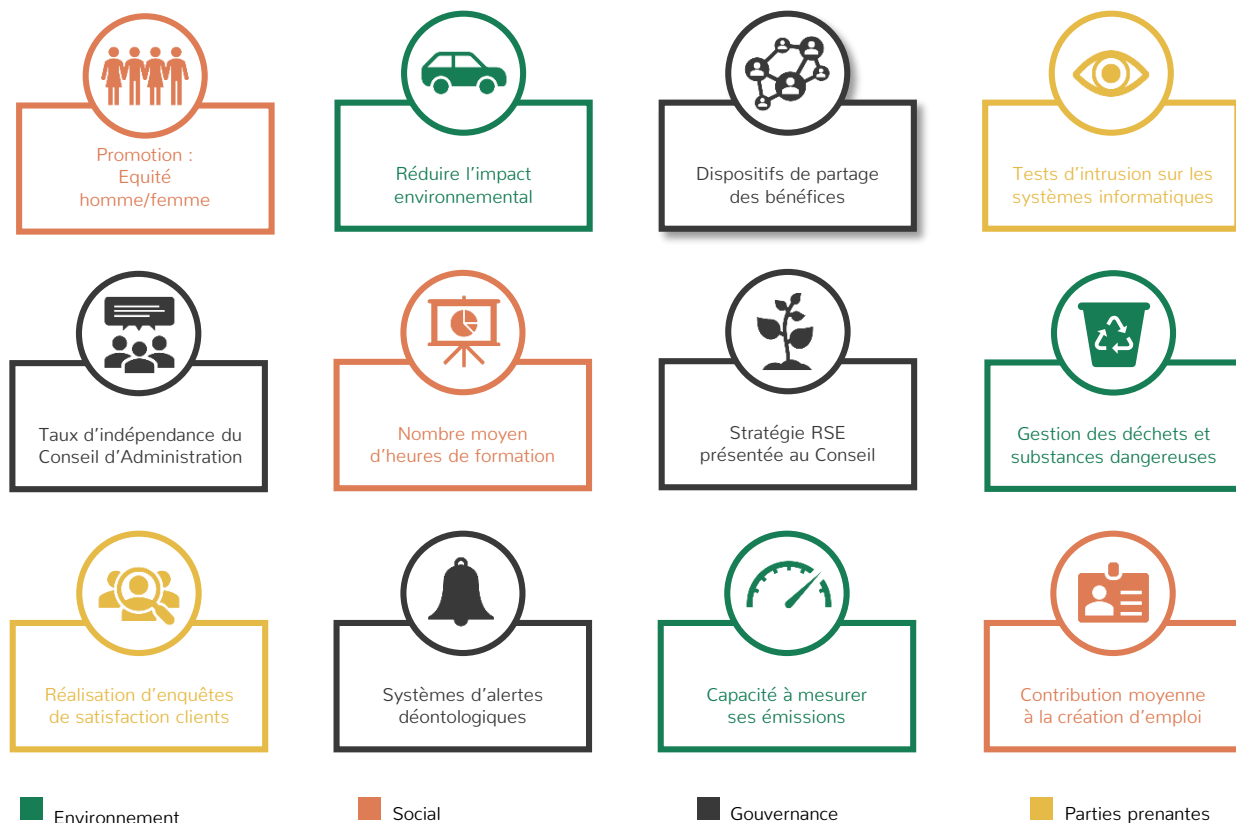 Promotion :
Equité
homme/femme
Réduire l’impact
environnemental
Dispositifs de partage
des bénéfices
Tests d’intrusion sur les
systèmes informatiques
Taux d’indépendance du
Conseil d’Administration
Nombre moyen
d’heures de formation
Stratégie RSE
présentée au Conseil
Gestion des déchets et
substances dangereuses
Réalisation d’enquêtes
de satisfaction clients
Systèmes d’alertes
déontologiques
Capacité à mesurer
ses émissions
Contribution moyenne
à la création d’emploi
Environnement
Social
Gouvernance
Parties prenantes